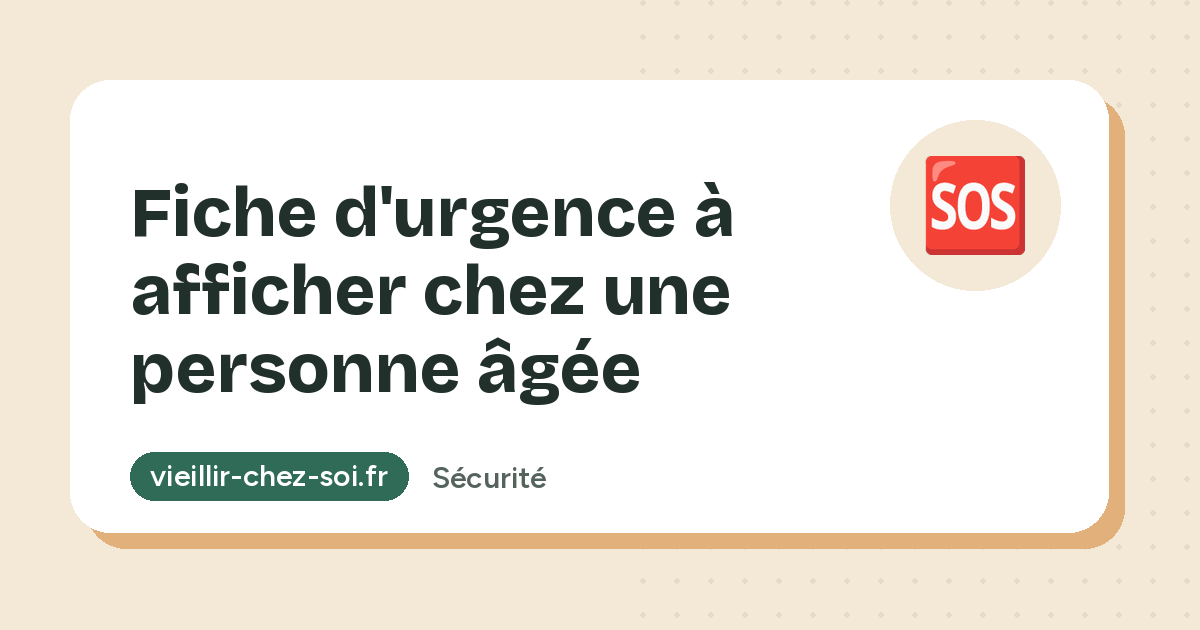 Fiche d'urgence à
afficher chez une
personne âgée
SOS
vieillir-chez-soi.fr
Sécurité